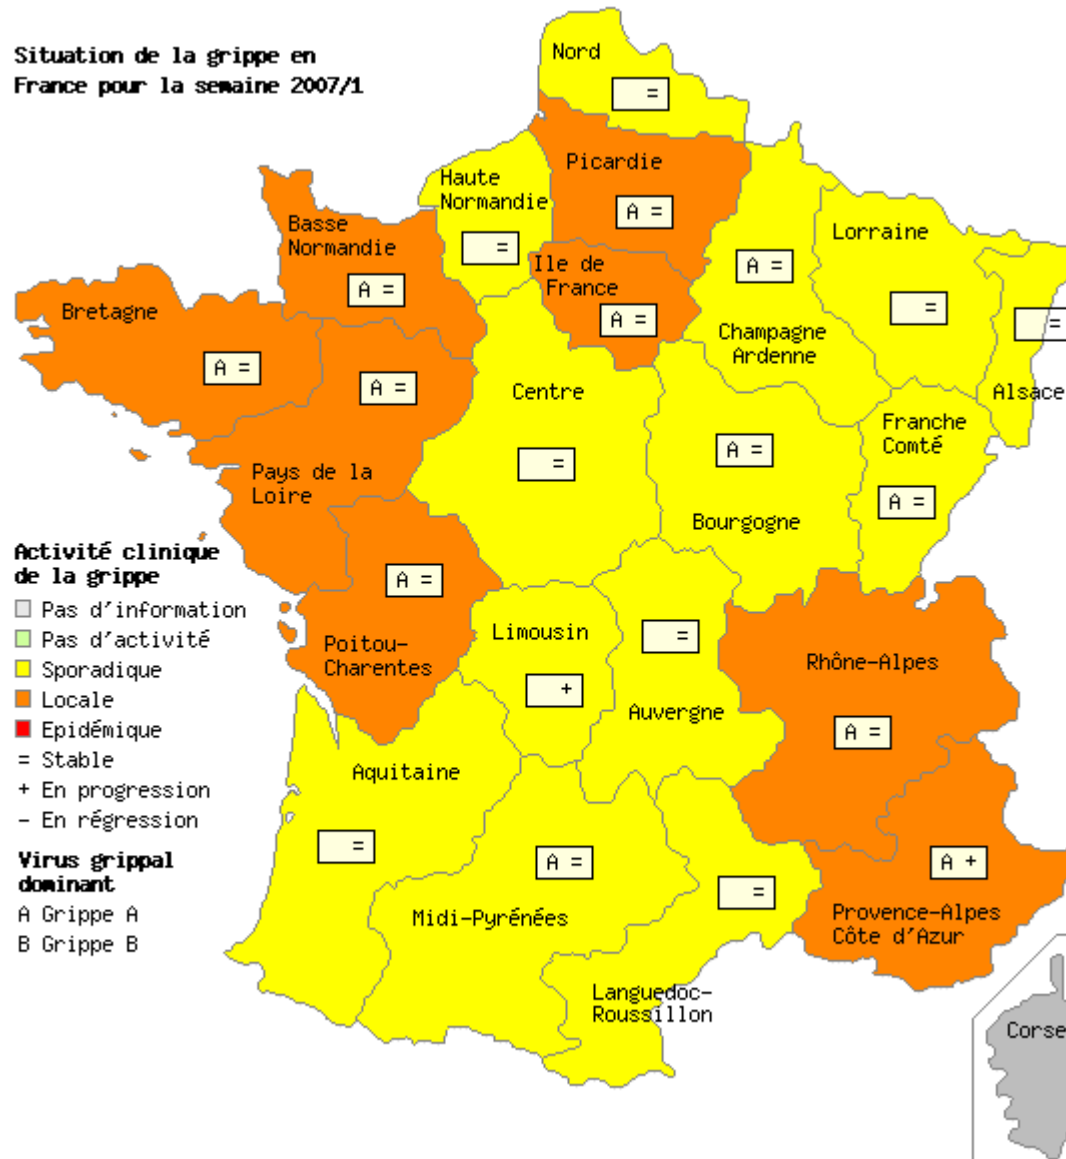 Situation de la grippe en
France pour la semaine 2007/1
Nord
=
Picardie
A =
Haute
Normandie
=
Basse
Normandie
A =
Ile de
France
A =
Lorraine
=
A =
Champagne
Ardenne
=
Alsace
Bretagne
A =
A =
Pays de la
Loire
Centre
=
A =
Bourgogne
Franche
Comté
A =
A =
Poitou-
Charentes
Limousin
+
=
Auvergne
Rhône-Alpes
A =
Aquitaine
=
A =
Midi-Pyrénées
=
Languedoc-
Roussillon
A +
Provence-Alpes
Côte d'Azur
Corse
Activité clinique
de la grippe
Pas d'information
Pas d'activité
Sporadique
Locale
Epidémique
= Stable
+ En progression
- En régression
Virus grippal
dominant
A Grippe A
B Grippe B